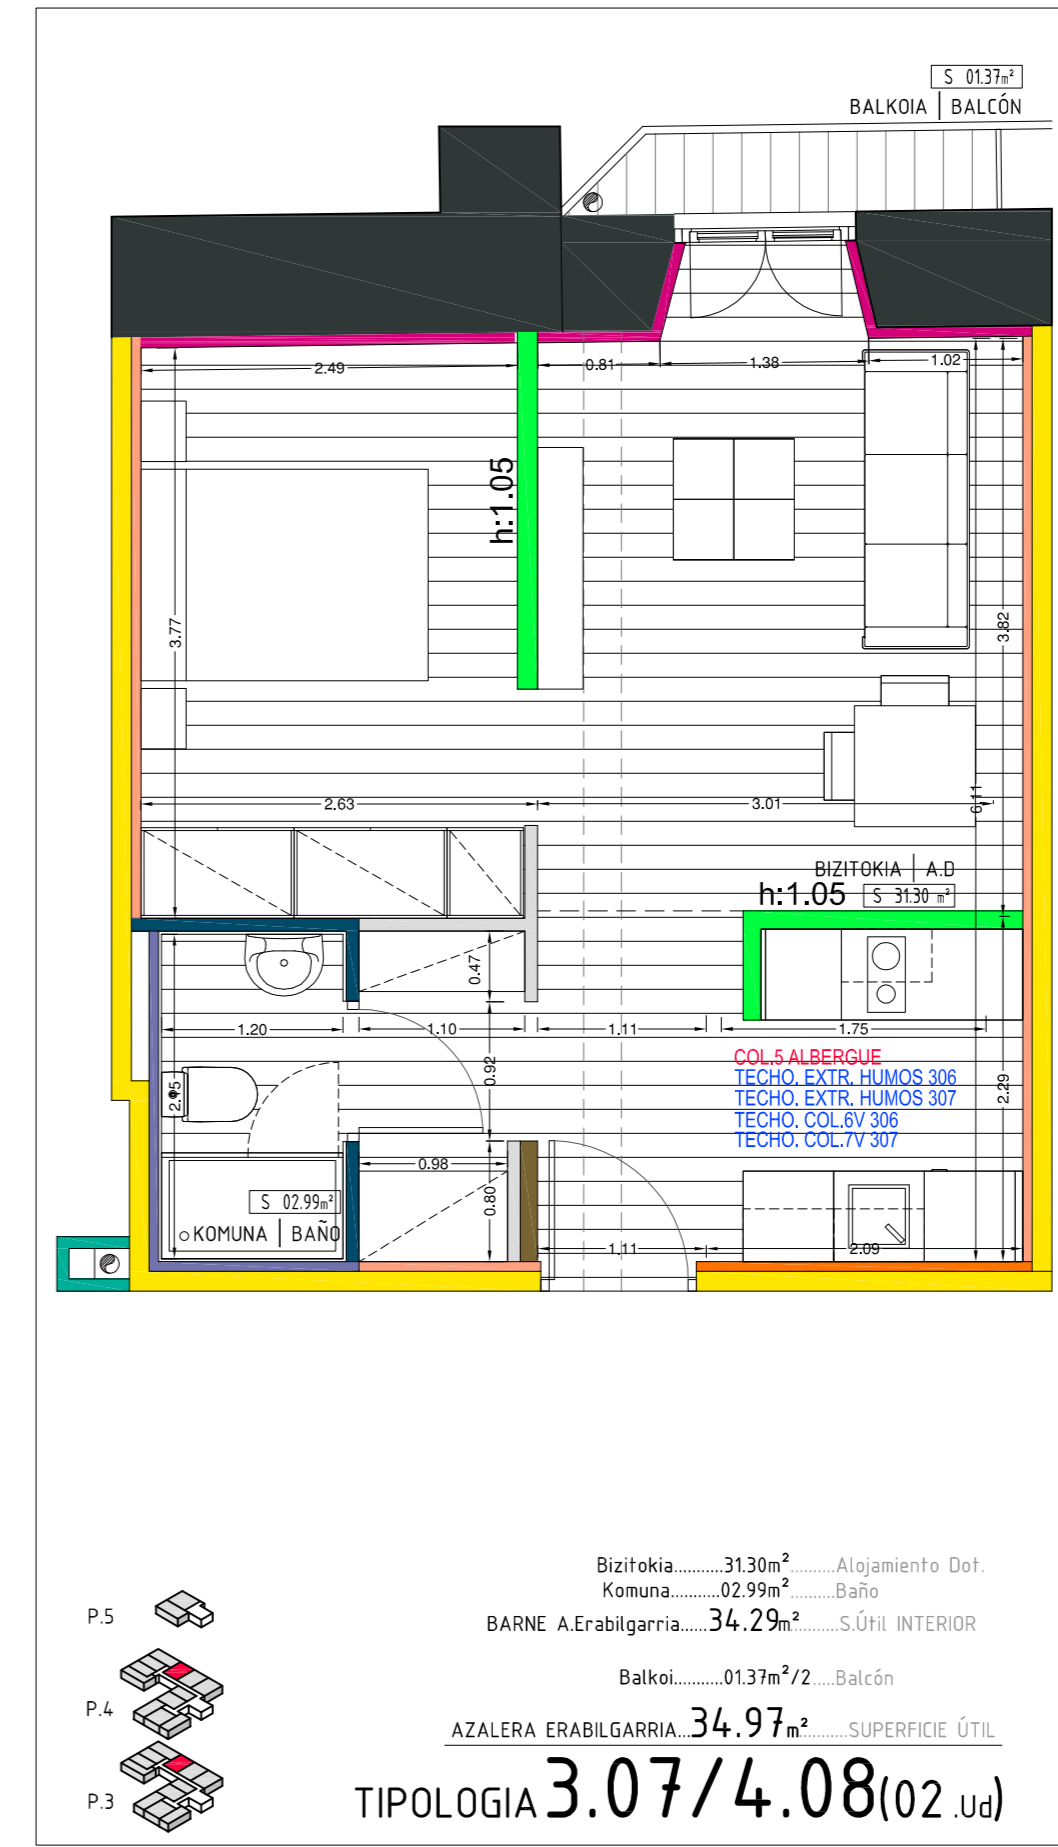 S 01.37m²
BALKOIA | BALCÓN
2.49
0.81
1.38
1.02
h:1.05
3.77
3.82
2.63
3.01
6.11
BIZITOKIA | A.D
h:1.05 S 31.30 m²
0.47
1.20
1.10
1.11
1.75
COL.5 ALBERGUE
TECHO. EXTR. HUMOS 306
TECHO. EXTR. HUMOS 307
TECHO. COL.6V 306
TECHO. COL.7V 307
0.92
2.29
0.98
0.80
S 02.99m²
KOMUNA | BAÑO
1.11
2.09
Bizitokia..........31.30m².........Alojamiento Dot.
Komuna..........02.99m².........Baño
BARNE A.Erabilgarria......34.29m²..........S.Útil INTERIOR
Balkoi...........01.37m²/2.....Balcón
AZALERA ERABILGARRIA...34.97m²..........SUPERFICIE ÚTIL
TIPOLOGIA 3.07/4.08(02 .Ud)
P.5
P.4
P.3